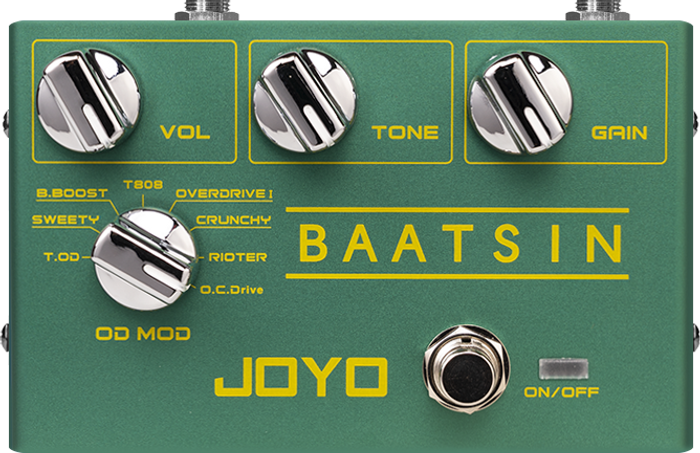 VOL
TONE
GAIN
T808
B.BOOST
OVERDRIVE I
SWEETY
CRUNCHY
T.OD
RIOTER
O.C.Drive
OD MOD
BAATSIN
JOYO
ON/OFF